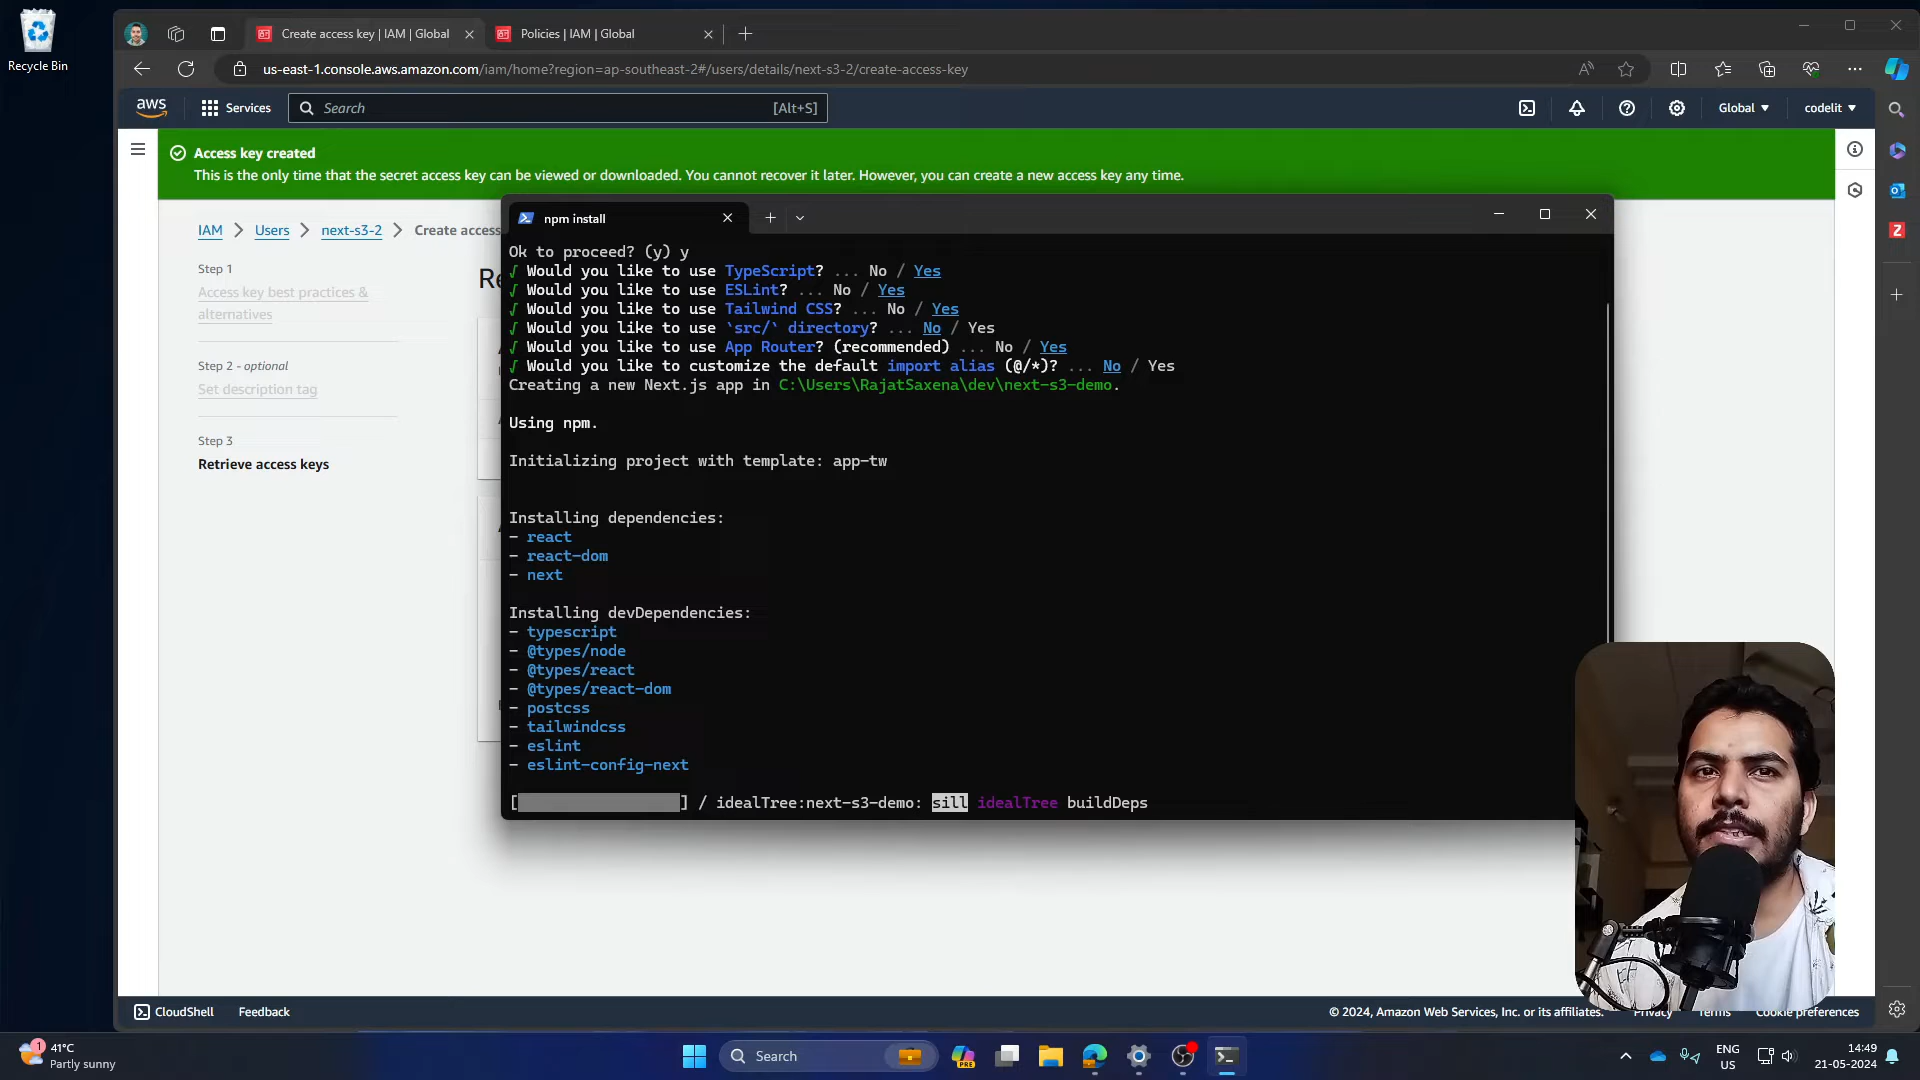 Recycle Bin
Create access key | IAM | Global
Policies | IAM | Global
us-east-1.console.aws.amazon.com/iam/home?region=ap-southeast-2#/users/details/next-s3-2/create-access-key
aws
Services
Search
[Alt+S]
Global
codelit
Access key created
This is the only time that the secret access key can be viewed or downloaded. You cannot recover it later. However, you can create a new access key any time.
IAM
Users
next-s3-2
Create access
Step 1
Access key best practices &
alternatives
Step 2 - optional
Set description tag
Step 3
Retrieve access keys
Re
npm install
Ok to proceed? (y) y
√ Would you like to use TypeScript? ... No / Yes
√ Would you like to use ESLint? ... No / Yes
√ Would you like to use Tailwind CSS? ... No / Yes
√ Would you like to use `src/` directory? ... No / Yes
√ Would you like to use App Router? (recommended) ... No / Yes
√ Would you like to customize the default import alias (@/*)? ... No / Yes
Creating a new Next.js app in C:\Users\RajatSaxena\dev\next-s3-demo.
Using npm.
Initializing project with template: app-tw
Installing dependencies:
- react
- react-dom
- next
Installing devDependencies:
- typescript
- @types/node
- @types/react
- @types/react-dom
- postcss
- tailwindcss
- eslint
- eslint-config-next
[ ] / idealTree:next-s3-demo: sill idealTree buildDeps
CloudShell
Feedback
© 2024, Amazon Web Services, Inc. or its affiliates.
Privacy
Terms
Cookie preferences
1
41°C
Partly sunny
Search
PRE
ENG
US
14:49
21-05-2024